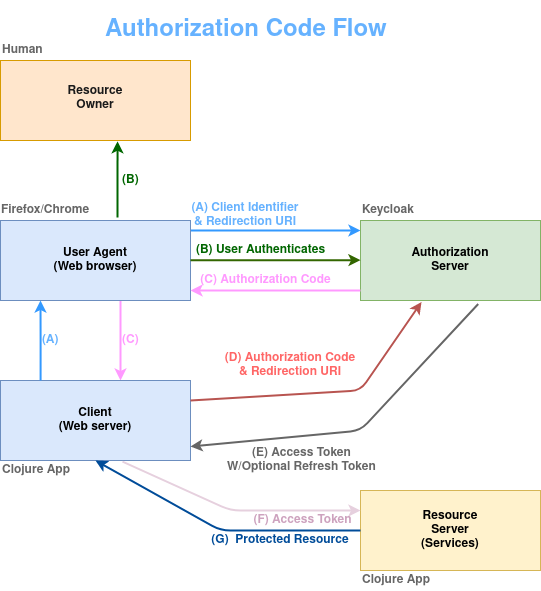 Authorization Code Flow
Human
Resource
Owner
(B)
Firefox/Chrome
(A) Client Identifier
& Redirection URI
Keycloak
User Agent
(Web browser)
(B) User Authenticates
Authorization
Server
(C) Authorization Code
(A)
(C)
(D) Authorization Code
& Redirection URI
Client
(Web server)
(E) Access Token
W/Optional Refresh Token
Clojure App
(F) Access Token
(G) Protected Resource
Resource
Server
(Services)
Clojure App